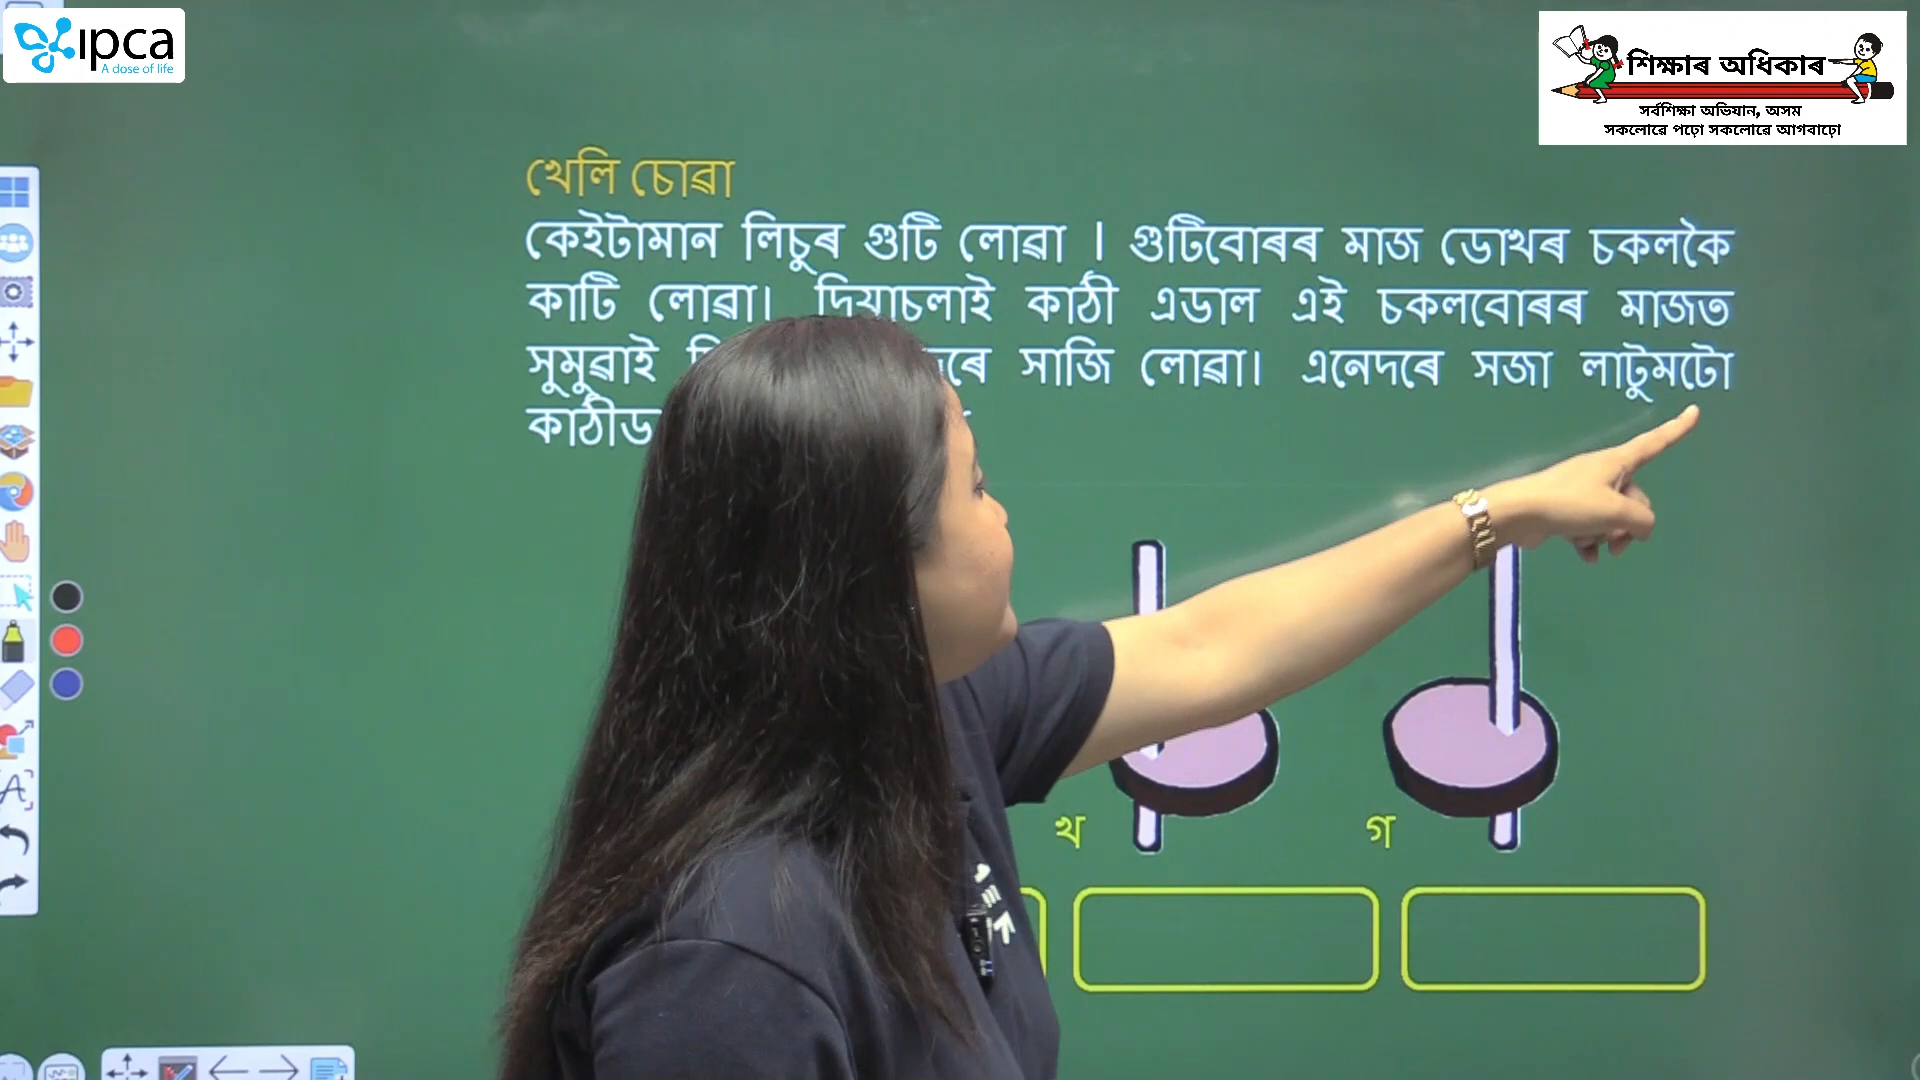 ipca
A dose of life
শিক্ষাৰ অধিকাৰ
সৰ্বশিক্ষা অভিযান, অসম
সকলোৱে পঢ়ো সকলোৱে আগবাঢ়ো
খেলি চোৱা
কেইটামান লিচুৰ গুটি লোৱা । গুটিবোৰৰ মাজ ডোখৰ চকলকৈ
কাটি লোৱা। দিয়াচলাই কাঠী এডাল এই চকলবোৰৰ মাজত
সুমুৱাই সাজি লোৱা। এনেদৰে সজা লাটুমটো
খ
গ